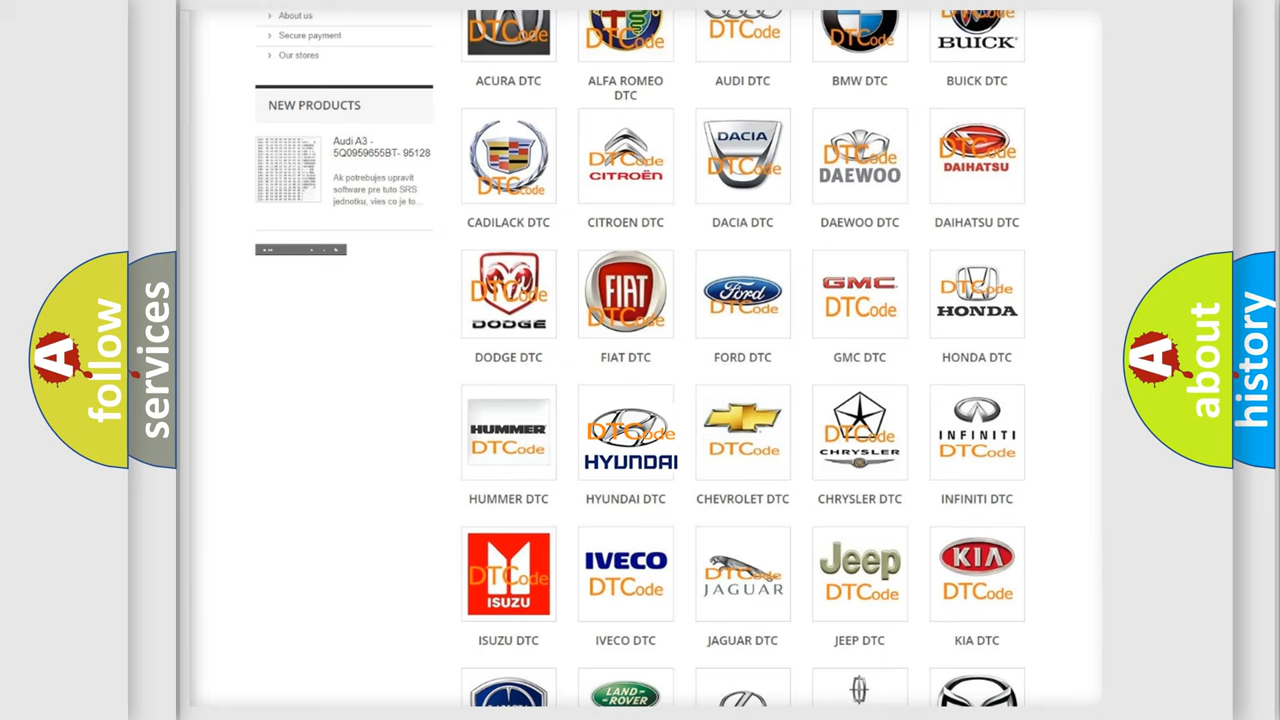 About us
Secure payment
Our stores
NEW PRODUCTS
Audi A3 -
5Q0959655BT- 95128
Ak potrebujes upravit
software pre tuto SRS
jednotku, vies co je to...
DTCode
DTCode
DTCode
DTCode
BUICK
ACURA DTC
ALFA ROMEO
DTC
AUDI DTC
BMW DTC
BUICK DTC
DTCode
DTCode
CITROËN
DACIA
DTCode
DTCode
DAEWOO
DTCode
DAIHATSU
CADILACK DTC
CITROEN DTC
DACIA DTC
DAEWOO DTC
DAIHATSU DTC
DTCode
DODGE
FIAT
DTCode
Ford
DTCode
GMC
DTCode
DTCode
HONDA
DODGE DTC
FIAT DTC
FORD DTC
GMC DTC
HONDA DTC
HUMMER
DTCode
DTCode
HYUNDAI
DTCode
DTCode
CHRYSLER
INFINITI
DTCode
HUMMER DTC
HYUNDAI DTC
CHEVROLET DTC
CHRYSLER DTC
INFINITI DTC
DTCode
ISUZU
IVECO
DTCode
DTCode
JAGUAR
Jeep
DTCode
KIA
DTCode
ISUZU DTC
IVECO DTC
JAGUAR DTC
JEEP DTC
KIA DTC
LAND-
ROVER
A
follow
services
A
about
history